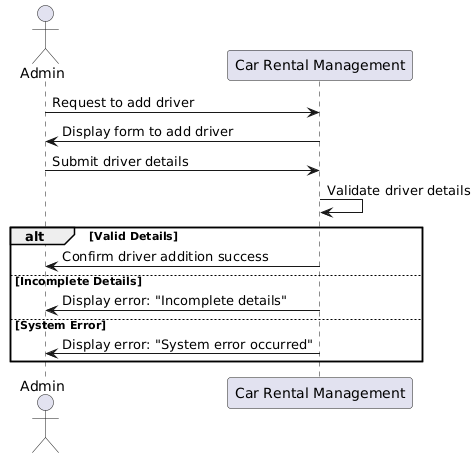 Admin
Car Rental Management
Request to add driver
Display form to add driver
Submit driver details
Validate driver details
alt [Valid Details]
Confirm driver addition success
[Incomplete Details]
Display error: "Incomplete details"
[System Error]
Display error: "System error occurred"
Admin
Car Rental Management